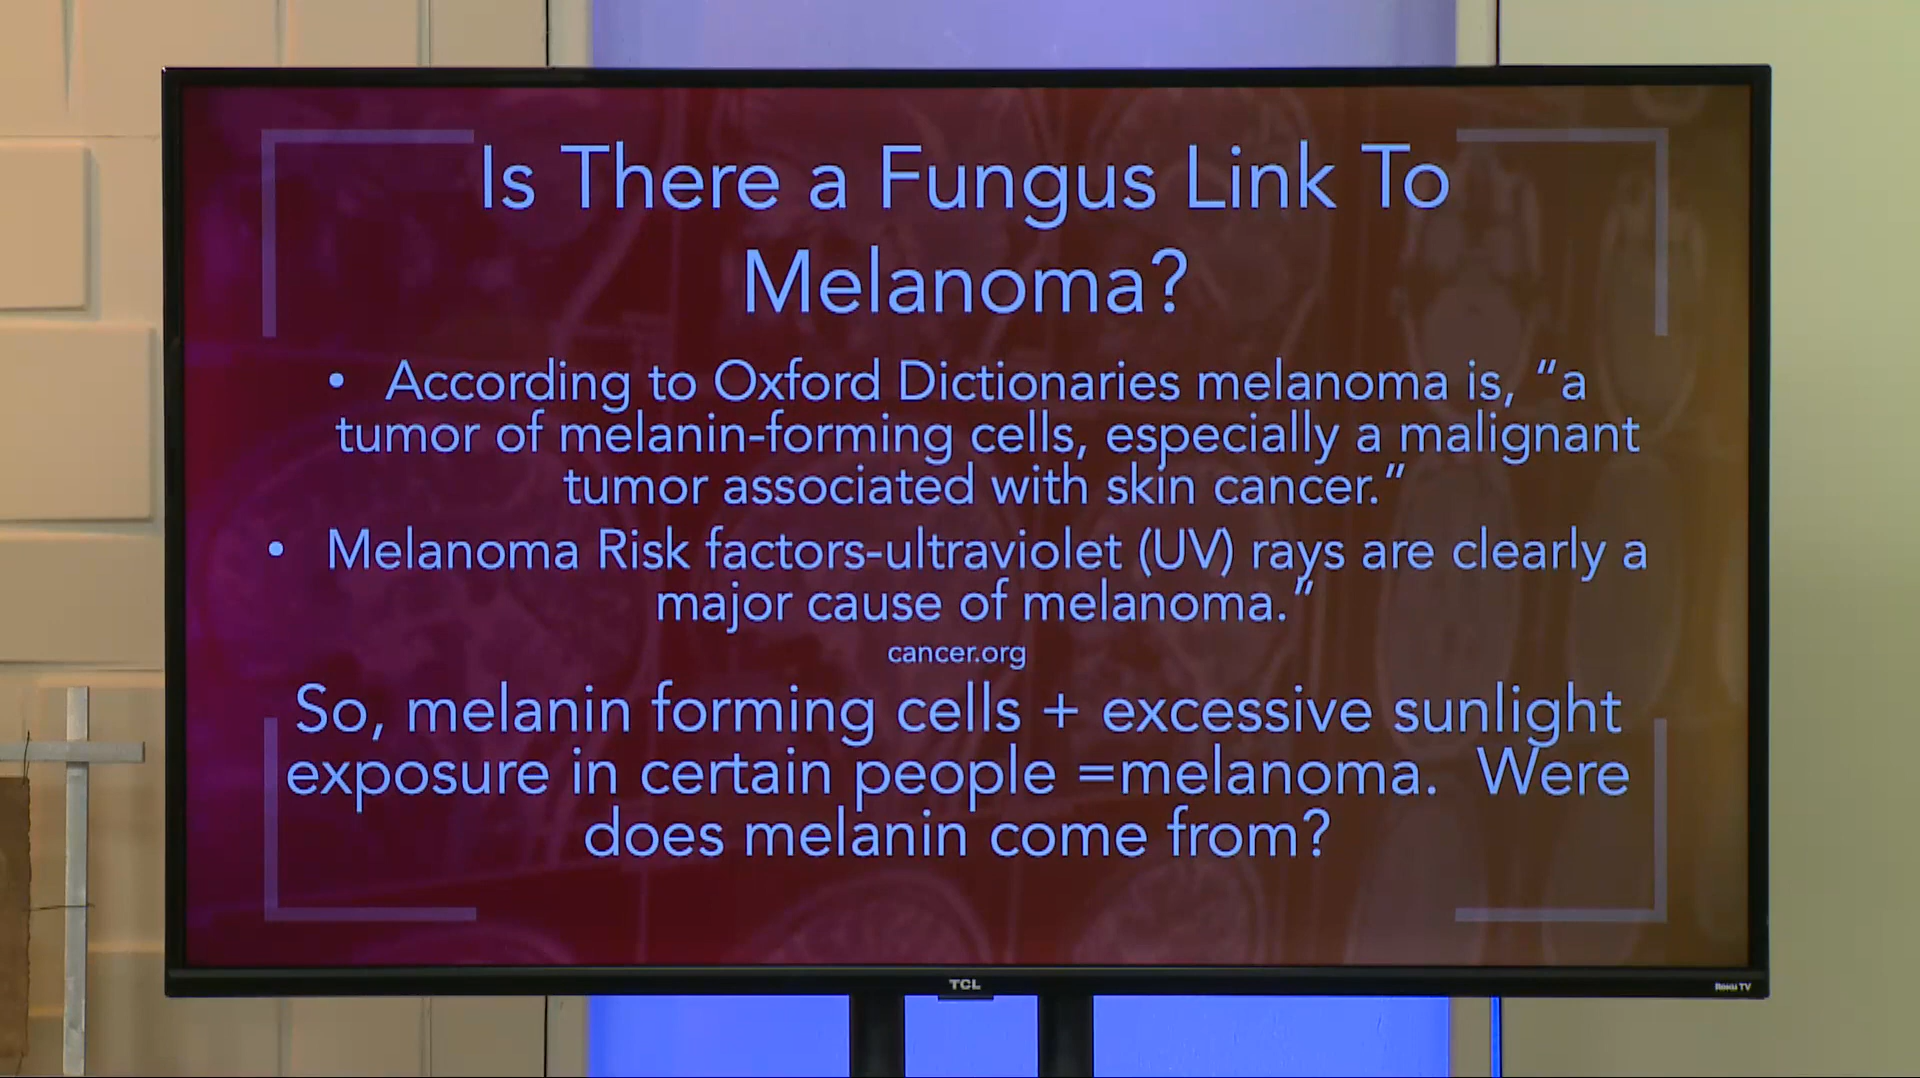 Is There a Fungus Link To
Melanoma?
• According to Oxford Dictionaries melanoma is, “a
tumor of melanin-forming cells, especially a malignant
tumor associated with skin cancer.”
• Melanoma Risk factors-ultraviolet (UV) rays are clearly a
major cause of melanoma.”
cancer.org
So, melanin forming cells + excessive sunlight
exposure in certain people =melanoma.  Were
does melanin come from?
TCL
Roku TV